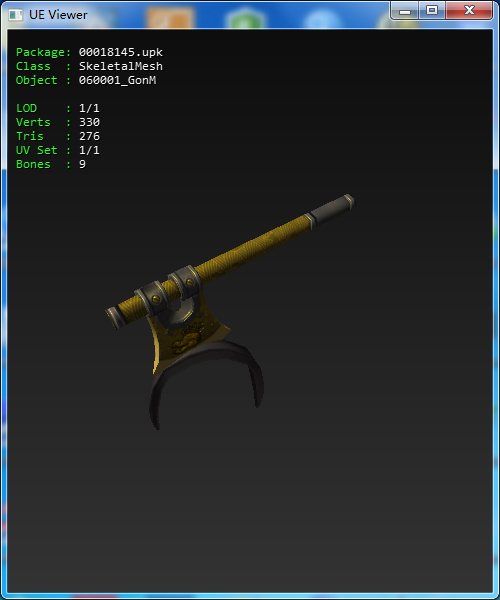 UE Viewer
Package: 00018145.upk
Class : SkeletalMesh
Object : 060001_GonM
LOD : 1/1
Verts : 330
Tris : 276
UV Set : 1/1
Bones : 9